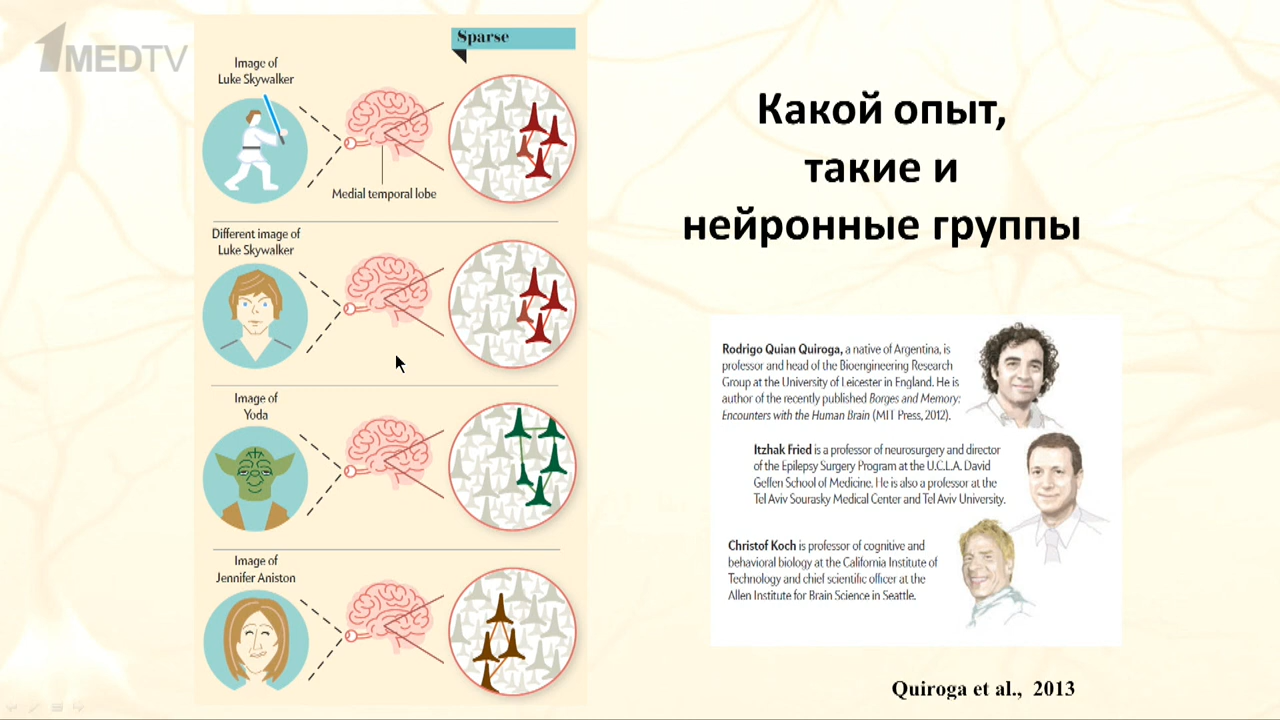 1MEDTV
Sparse
Image of
Luke Skywalker
Medial temporal lobe
Different image of
Luke Skywalker
Image of
Yoda
Image of
Jennifer Aniston
Какой опыт,
такие и
нейронные группы
Rodrigo Quian Quiroga, a native of Argentina, is
professor and head of the Bioengineering Research
Group at the University of Leicester in England. He is
author of the recently published Borges and Memory:
Encounters with the Human Brain (MIT Press, 2012).
Itzhak Fried is a professor of neurosurgery and director
of the Epilepsy Surgery Program at the U.C.L.A. David
Geffen School of Medicine. He is also a professor at the
Tel Aviv Sourasky Medical Center and Tel Aviv University.
Christof Koch is professor of cognitive and
behavioral biology at the California Institute of
Technology and chief scientific officer at the
Allen Institute for Brain Science in Seattle.
Quiroga et al., 2013